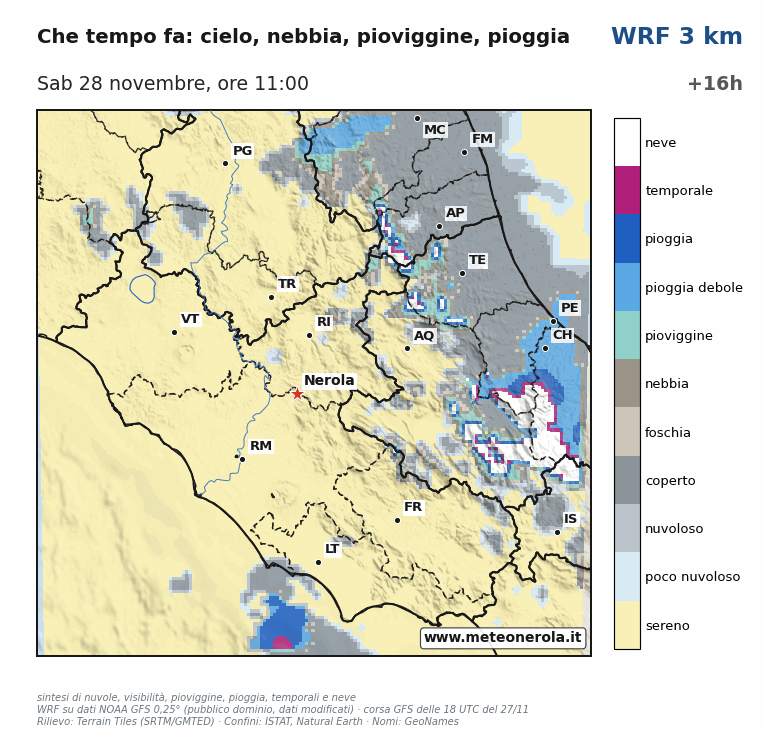 Che tempo fa: cielo, nebbia, pioviggine, pioggia
WRF 3 km
Sab 28 novembre, ore 11:00
+16h
MC
FM
PG
AP
TE
TR
PE
VT
RI
AQ
CH
Nerola
RM
FR
IS
LT
www.meteonerola.it
neve
temporale
pioggia
pioggia debole
pioviggine
nebbia
foschia
coperto
nuvoloso
poco nuvoloso
sereno
sintesi di nuvole, visibilità, pioviggine, pioggia, temporali e neve
WRF su dati NOAA GFS 0,25° (pubblico dominio, dati modificati) · corsa GFS delle 18 UTC del 27/11
Rilievo: Terrain Tiles (SRTM/GMTED) · Confini: ISTAT, Natural Earth · Nomi: GeoNames